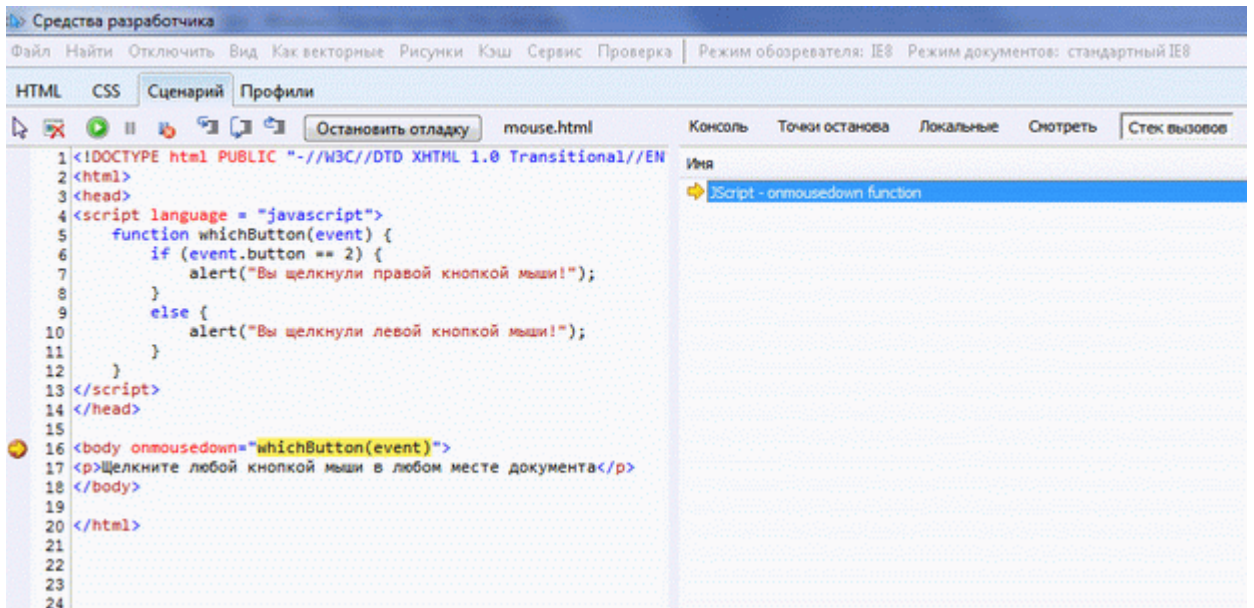 Средства разработчика
Файл Найти Отключить Вид Как векторные Рисунки Кэш Сервис Проверка Режим обозревателя: IE8 Режим документов: стандартный IE8
HTML CSS Сценарий Профили
Остановить отладку mouse.html Консоль Точки останова Локальные Смотреть Стек вызовов
Имя
JScript - onmousedown function
1 <!DOCTYPE html PUBLIC "-//W3C//DTD XHTML 1.0 Transitional//EN
2 <html>
3 <head>
4 <script language = "javascript">
5 function whichButton(event) {
6 if (event.button == 2) {
7 alert("Вы щелкнули правой кнопкой мыши!");
8 }
9 else {
10 alert("Вы щелкнули левой кнопкой мыши!");
11 }
12 }
13 </script>
14 </head>
15
16 <body onmousedown="whichButton(event)">
17 <p>Щелкните любой кнопкой мыши в любом месте документа</p>
18 </body>
19
20 </html>
21
22
23
24